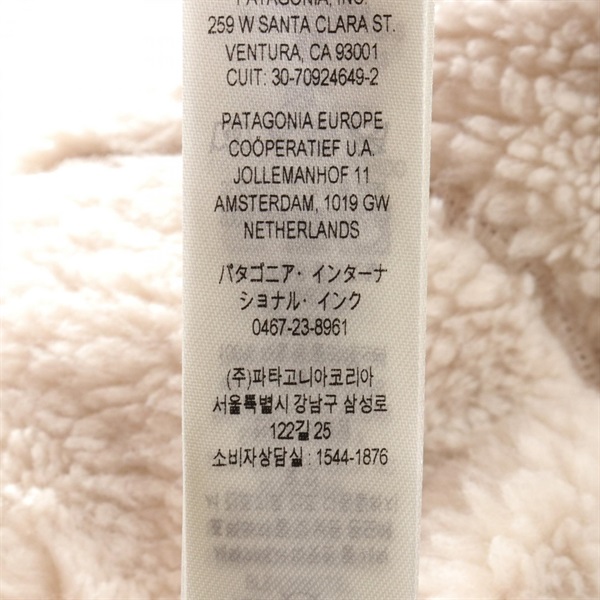 PATAGONIA, INC.
259 W SANTA CLARA ST.
VENTURA, CA 93001
CUIT: 30-70924649-2
PATAGONIA EUROPE
COÖPERATIEF U.A.
JOLLEMANHOF 11
AMSTERDAM, 1019 GW
NETHERLANDS
パタゴニア・インターナ
ショナル・インク
0467-23-8961
(주)파타고니아코리아
서울특별시 강남구 삼성로
122길 25
소비자상담실 : 1544-1876